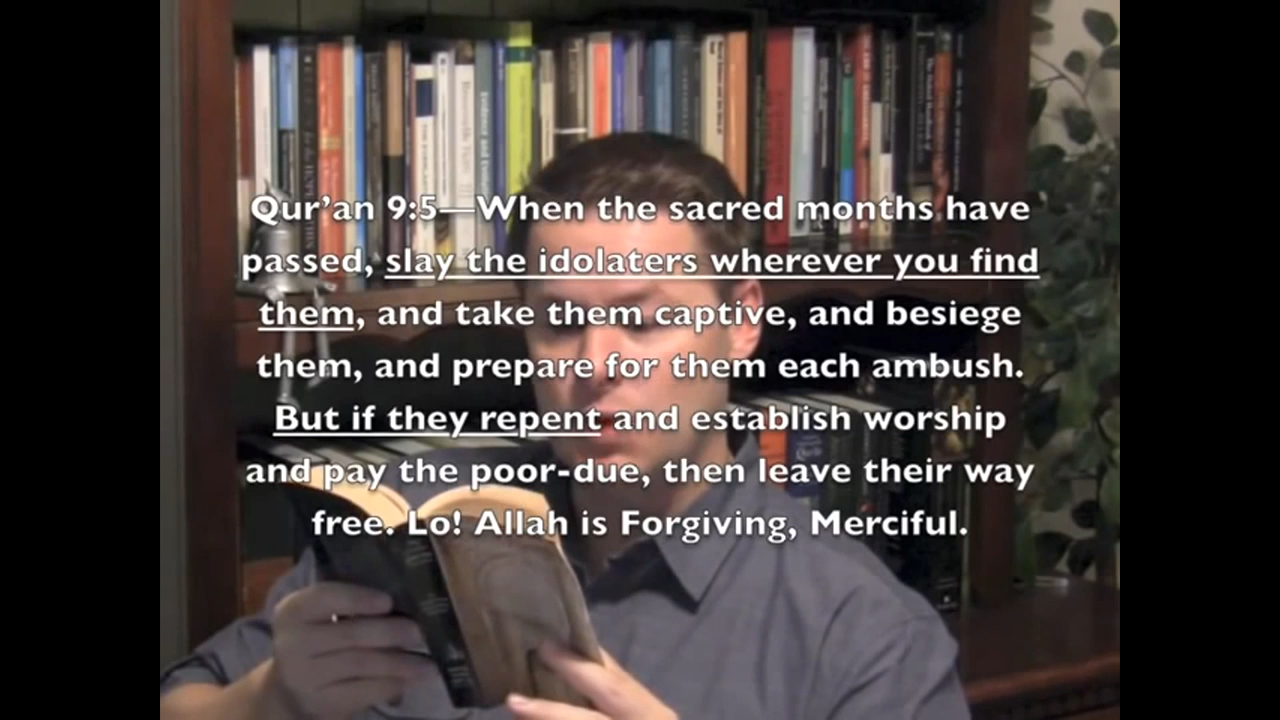 Qur’an 9:5—When the sacred months have
passed, slay the idolaters wherever you find
them, and take them captive, and besiege
them, and prepare for them each ambush.
But if they repent and establish worship
and pay the poor-due, then leave their way
free. Lo! Allah is Forgiving, Merciful.